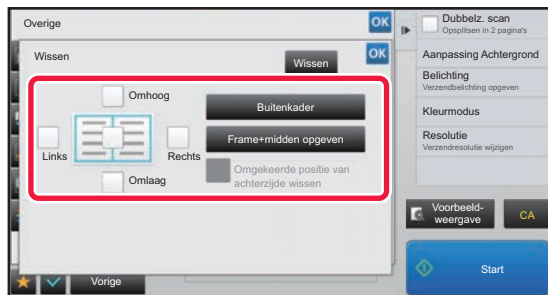 Overige
OK
Wissen
Wissen
OK
Omhoog
Links
Rechts
Omlaag
Buitenkader
Frame+midden opgeven
Omgekeerde positie van
achterzijde wissen
Vorige
Dubbelz. scan
Opsplitsen in 2 pagina's
Aanpassing Achtergrond
Belichting
Verzendbelichting opgeven
Kleurmodus
Resolutie
Verzendresolutie wijzigen
Voorbeeld-
weergave
CA
Start